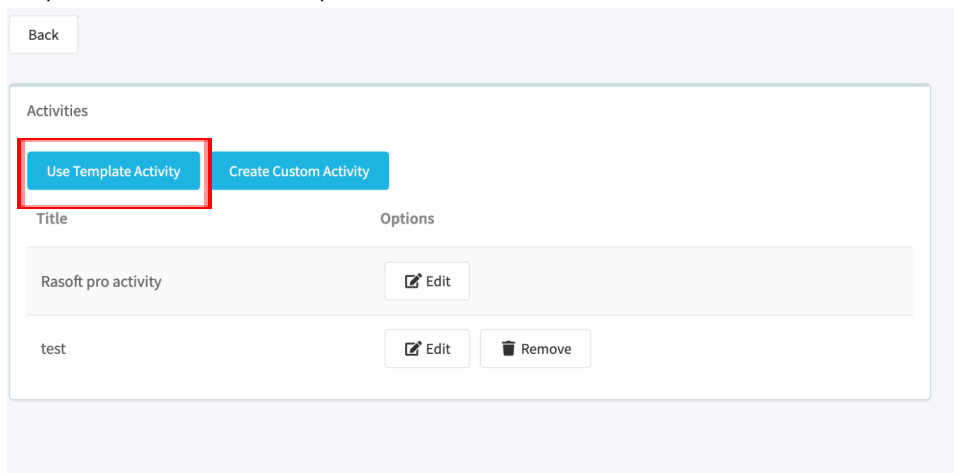 Back
Activities
Use Template Activity Create Custom Activity
Title Options
Rasoft pro activity Edit
test Edit Remove